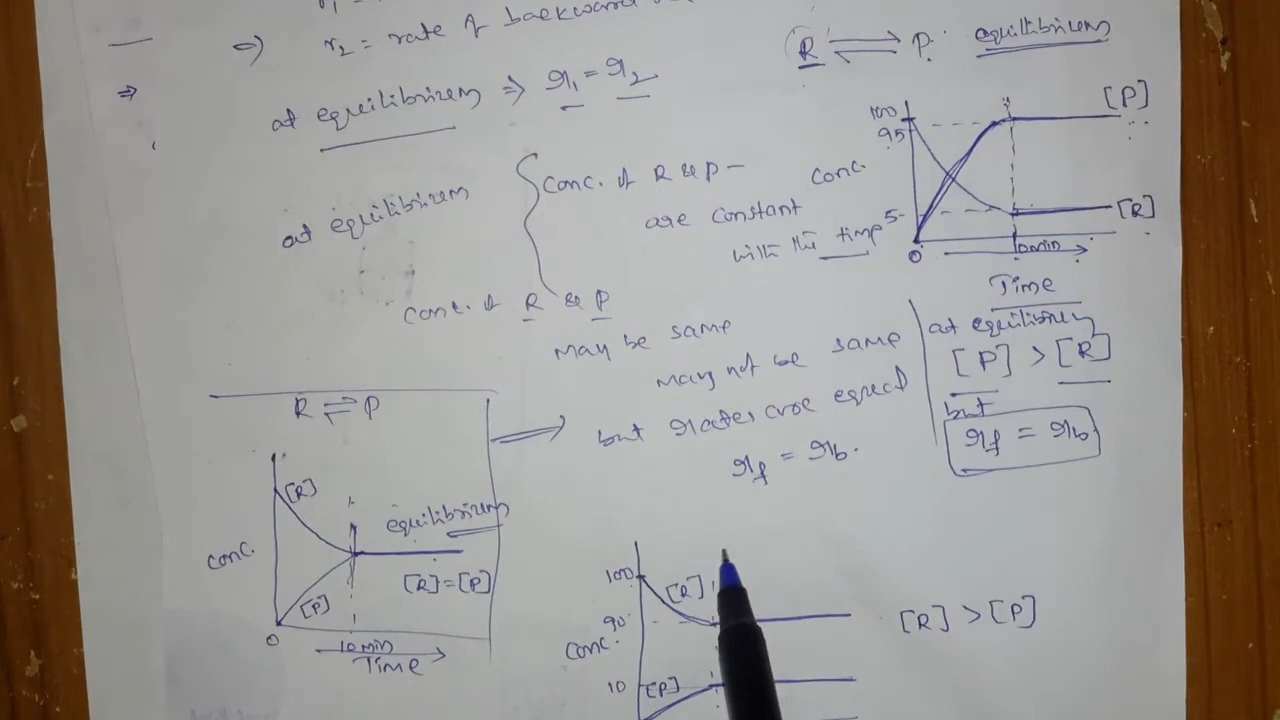 r₂ = rate of backward
⇒
at equilibrium ⇒ r₁ = r₂
at equilibrium
conc. of R & P -
are constant
with the time
conc. of R & P
may be same
may not be same
but rates are equal
r_f = r_b.
R ⇌ P equilibrium
100
95
conc.
5
0
10min
Time
[P]
[R]
at equilibrium
[P] > [R]
but
r_f = r_b
R ⇌ P
[R]
conc.
equilibrium
[R]=[P]
[P]
0
10min
Time
100
[R]
90
conc.
10
[P]
[R] > [P]